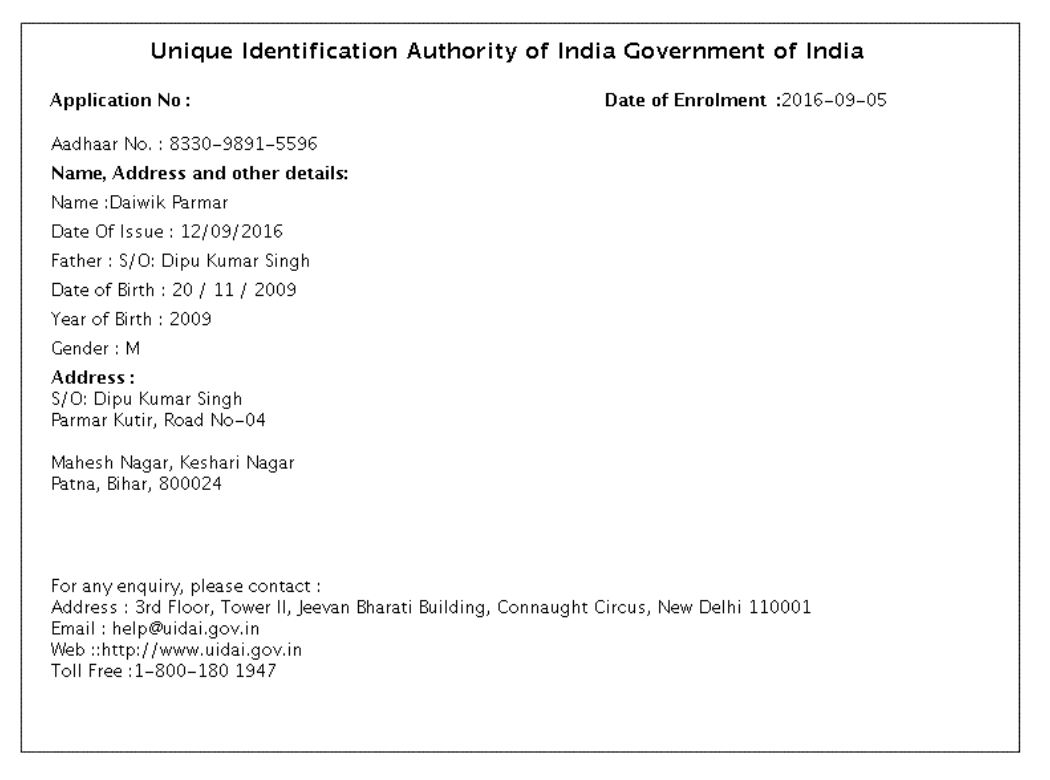 Unique Identification Authority of India Government of India
Application No : Date of Enrolment :2016-09-05
Aadhaar No. : 8330-9891-5596
Name, Address and other details:
Name :Daiwik Parmar
Date Of Issue : 12/09/2016
Father : S/O: Dipu Kumar Singh
Date of Birth : 20 / 11 / 2009
Year of Birth : 2009
Gender : M
Address :
S/O: Dipu Kumar Singh
Parmar Kutir, Road No-04
Mahesh Nagar, Keshari Nagar
Patna, Bihar, 800024
For any enquiry, please contact :
Address : 3rd Floor, Tower II, Jeevan Bharati Building, Connaught Circus, New Delhi 110001
Email : help@uidai.gov.in
Web ::http://www.uidai.gov.in
Toll Free :1-800-180 1947